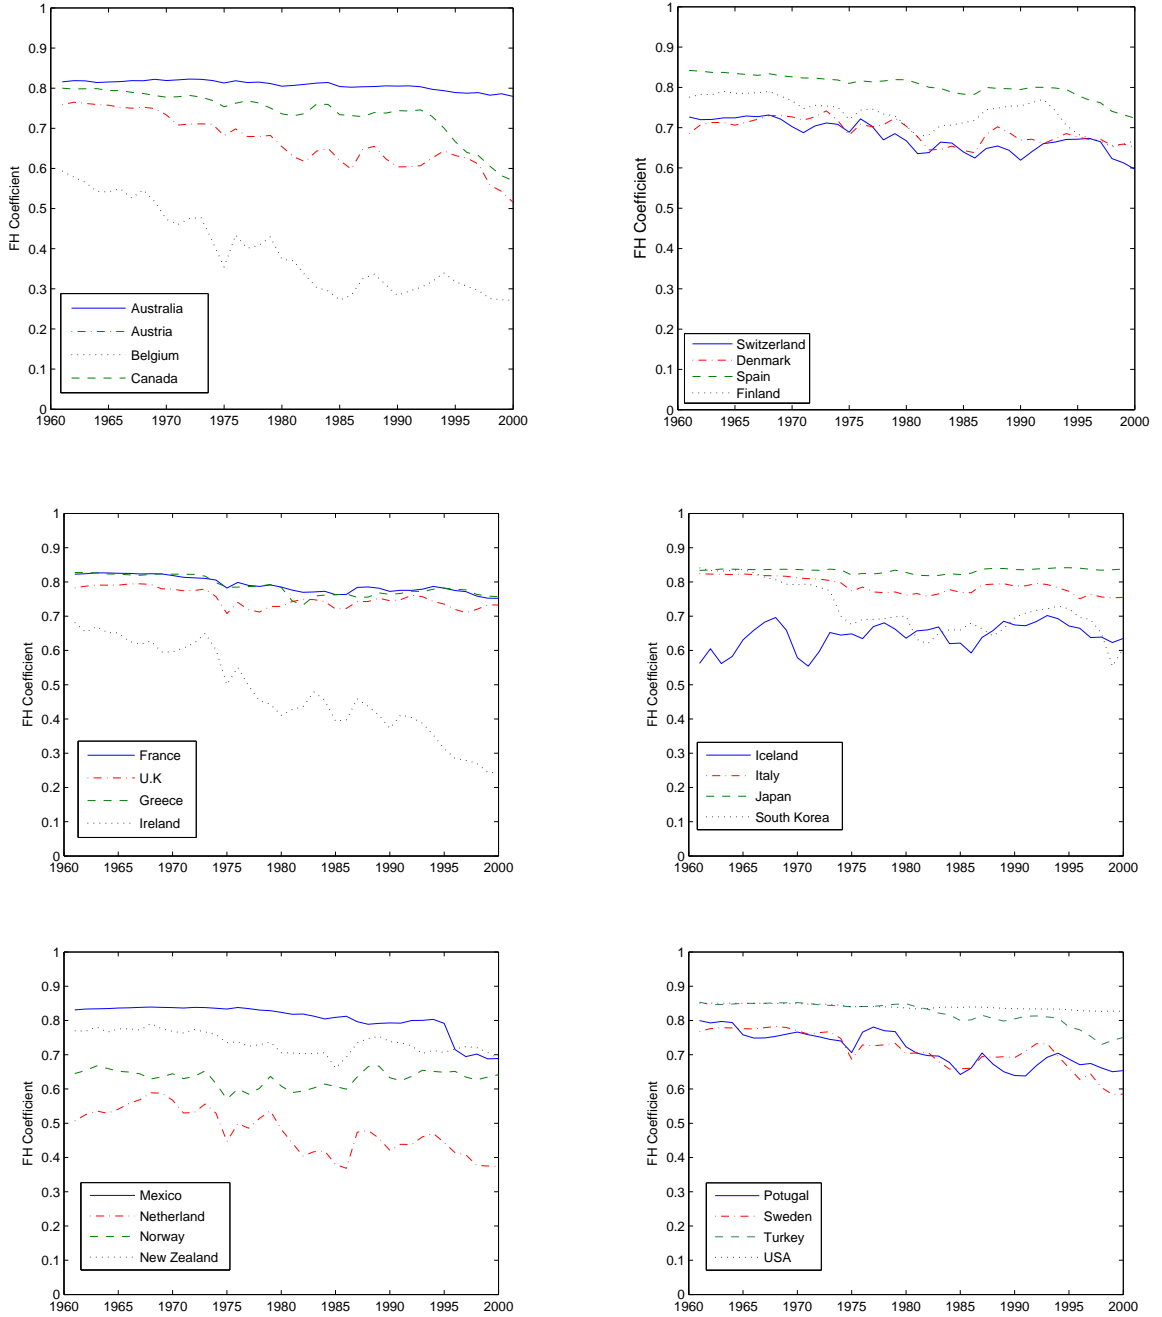 1
0.9
0.8
0.7
0.6
0.5
0.4
0.3
0.2
0.1
0
FH Coefficient
Australia
Austria
Belgium
Canada
1960 1965 1970 1975 1980 1985 1990 1995 2000
1
0.9
0.8
0.7
0.6
0.5
0.4
0.3
0.2
0.1
0
FH Coefficient
Switzerland
Denmark
Spain
Finland
1960 1965 1970 1975 1980 1985 1990 1995 2000
1
0.9
0.8
0.7
0.6
0.5
0.4
0.3
0.2
0.1
0
FH Coefficient
France
U.K
Greece
Ireland
1960 1965 1970 1975 1980 1985 1990 1995 2000
1
0.9
0.8
0.7
0.6
0.5
0.4
0.3
0.2
0.1
0
FH Coefficient
Iceland
Italy
Japan
South Korea
1960 1965 1970 1975 1980 1985 1990 1995 2000
1
0.9
0.8
0.7
0.6
0.5
0.4
0.3
0.2
0.1
0
FH Coefficient
Mexico
Netherland
Norway
New Zealand
1960 1965 1970 1975 1980 1985 1990 1995 2000
1
0.9
0.8
0.7
0.6
0.5
0.4
0.3
0.2
0.1
0
FH Coefficient
Potugal
Sweden
Turkey
USA
1960 1965 1970 1975 1980 1985 1990 1995 2000